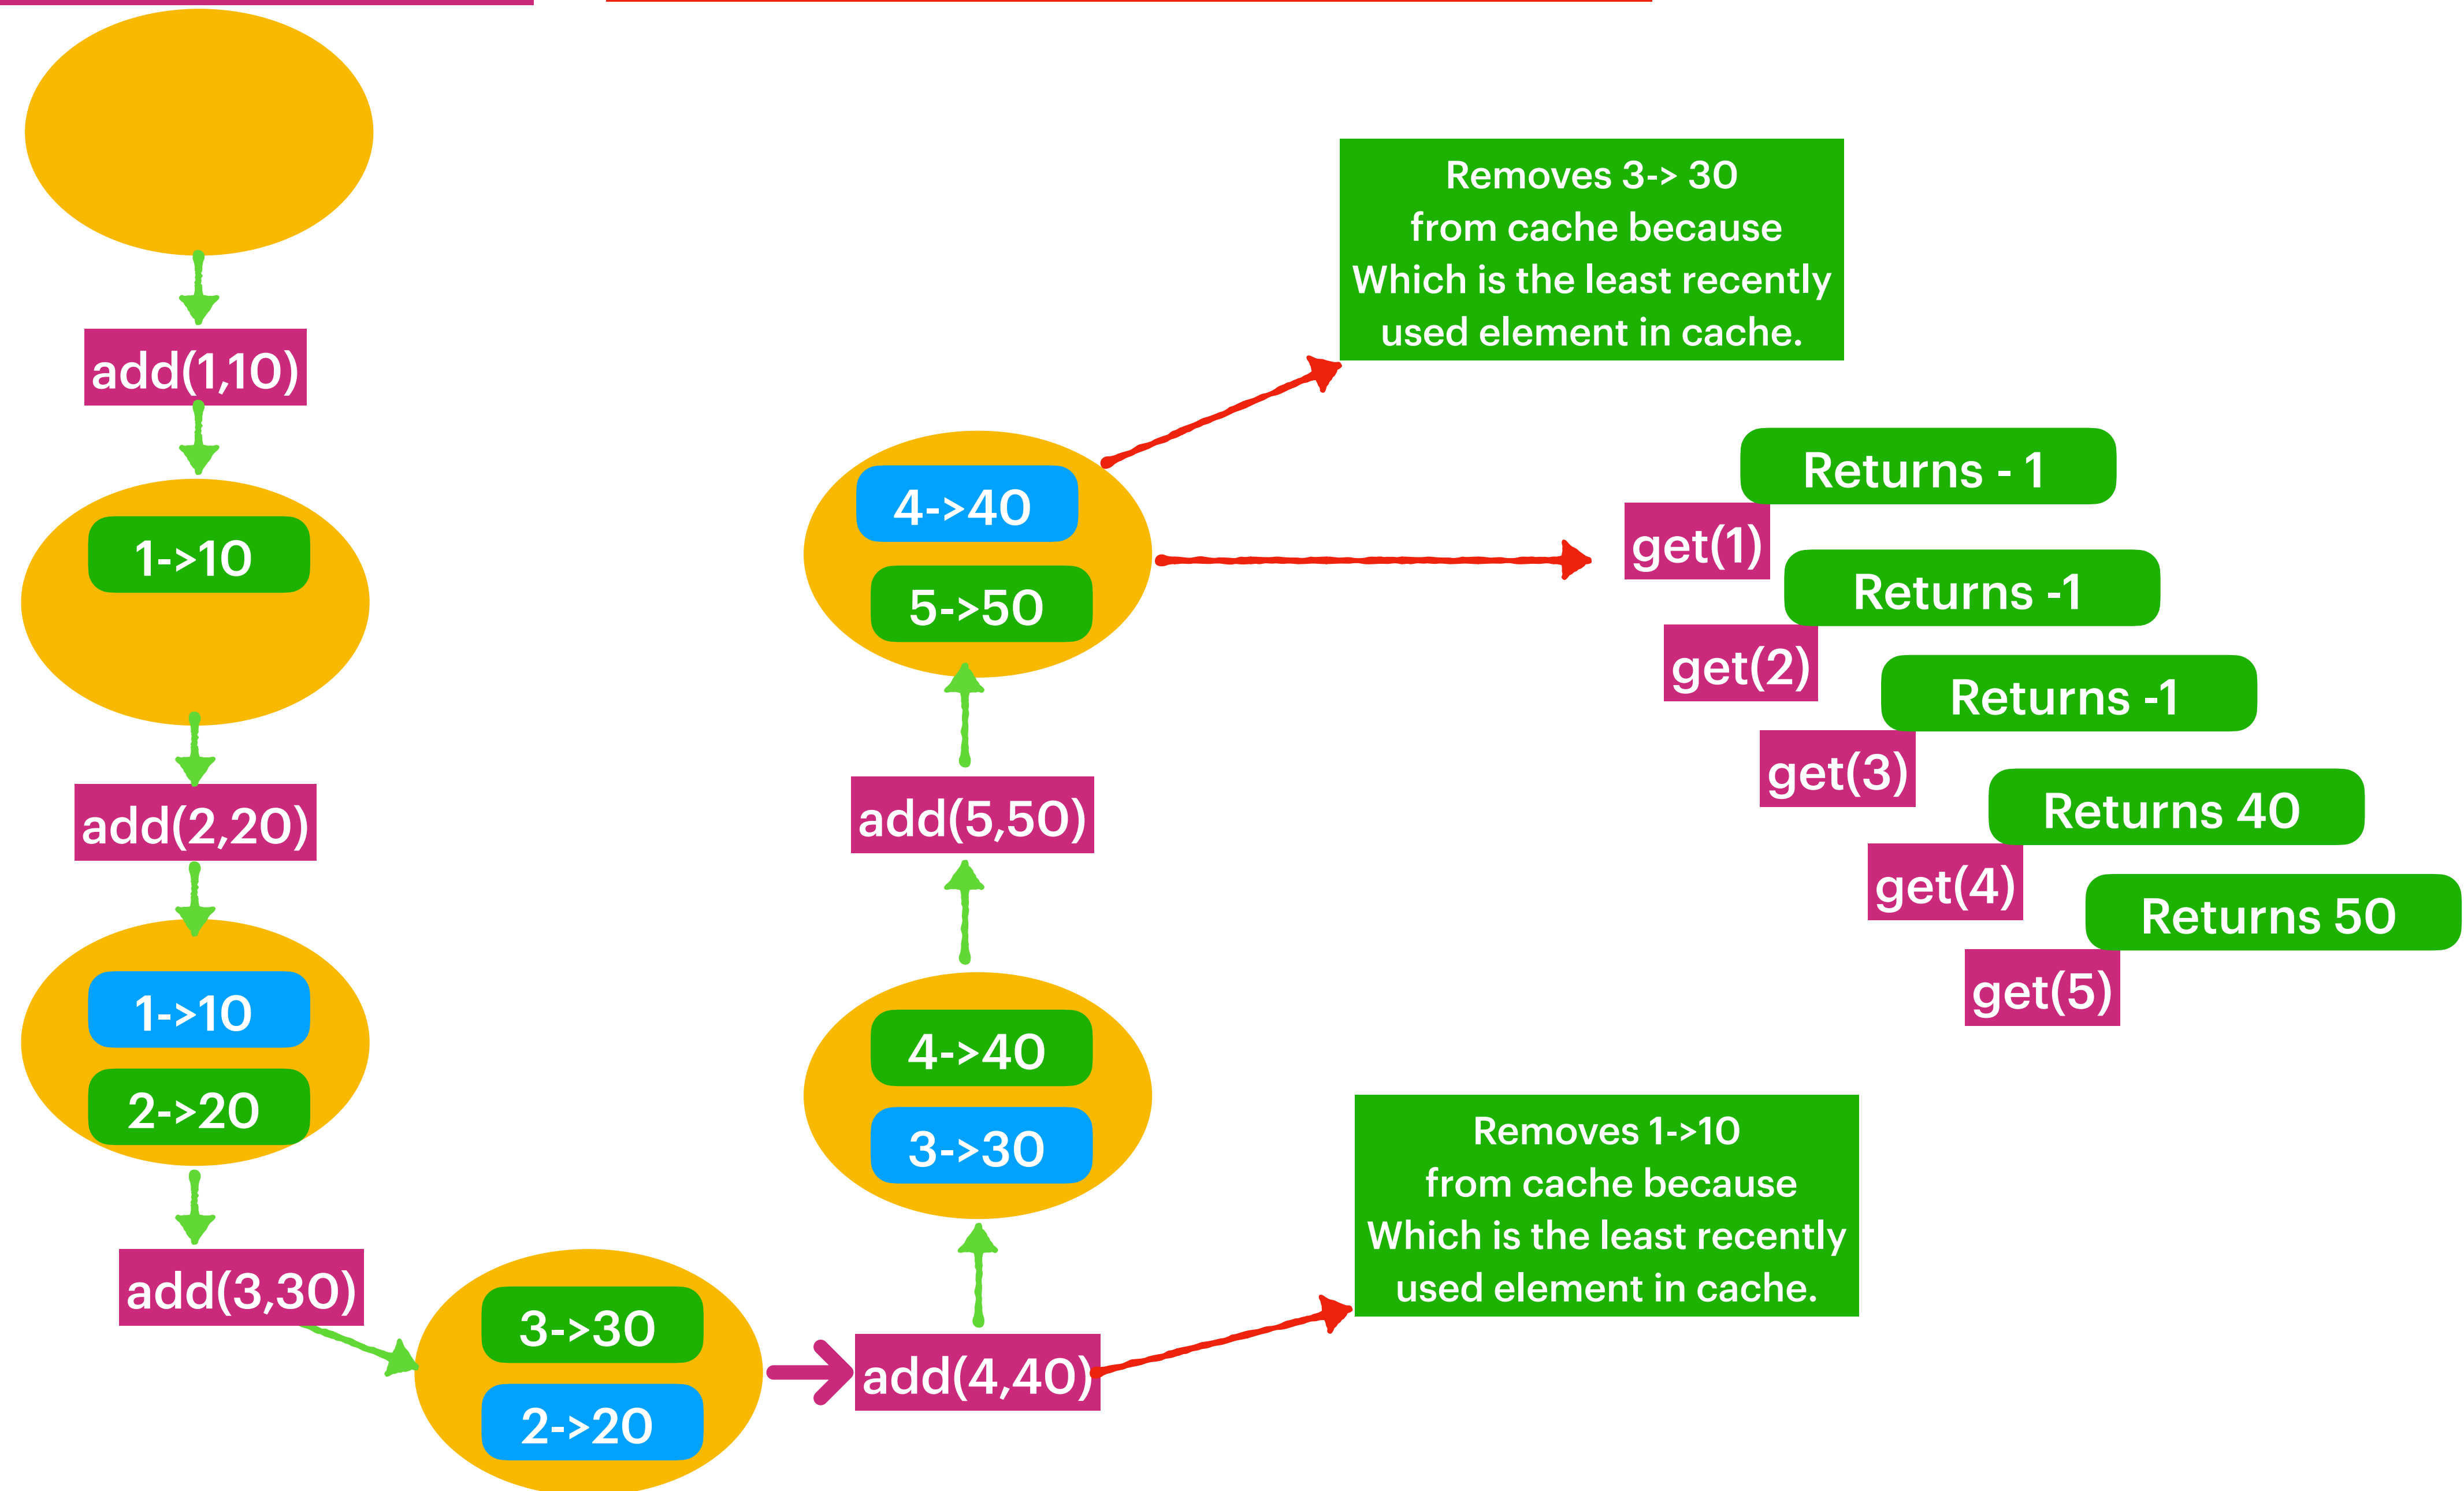 add(1,10)
1->10
add(2,20)
1->10
2->20
add(3,30)
3->30
2->20
add(4,40)
Removes 1->10
from cache because
Which is the least recently
used element in cache.
4->40
3->30
add(5,50)
4->40
5->50
Removes 3-> 30
from cache because
Which is the least recently
used element in cache.
Returns - 1
get(1)
Returns -1
get(2)
Returns -1
get(3)
Returns 40
get(4)
Returns 50
get(5)